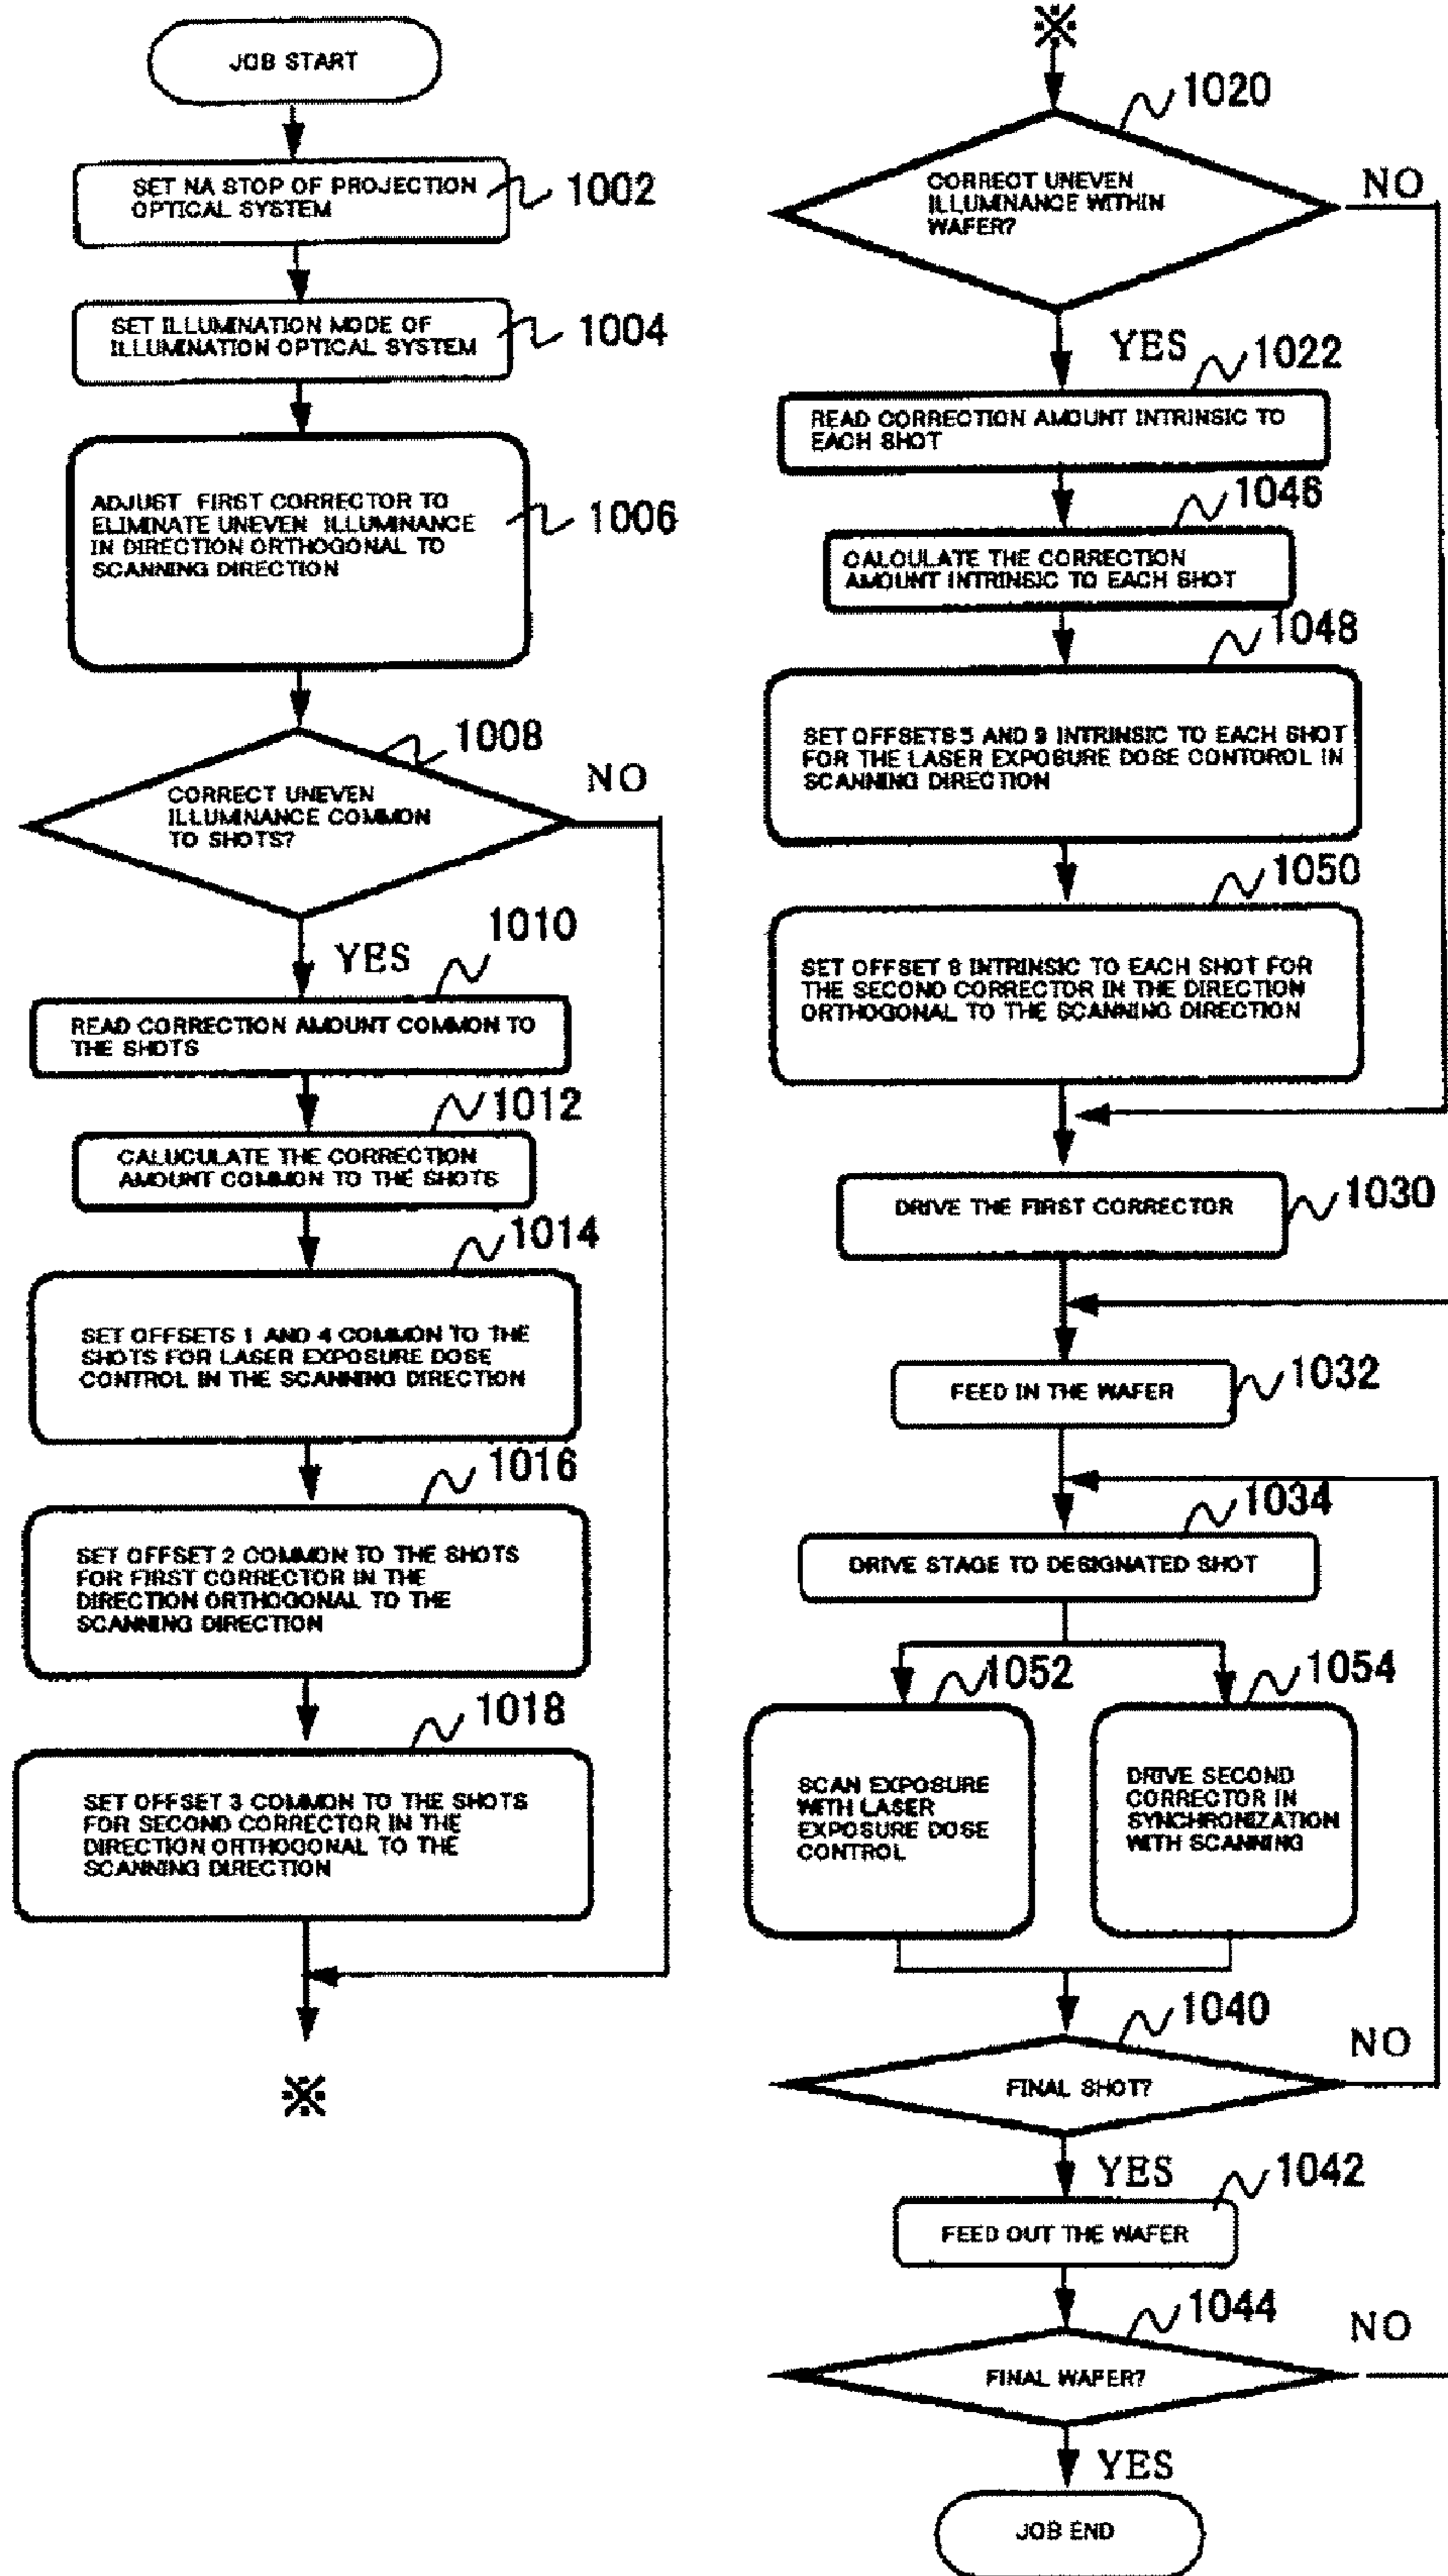 JOB START
SET NA STOP OF PROJECTION
OPTICAL SYSTEM
1002
SET ILLUMINATION MODE OF
ILLUMINATION OPTICAL SYSTEM
1004
ADJUST FIRST CORRECTOR TO
ELIMINATE UNEVEN ILLUMINANCE
IN DIRECTION ORTHOGONAL TO
SCANNING DIRECTION
1006
1008
CORRECT UNEVEN
ILLUMINANCE COMMON
TO SHOTS?
NO
YES
1010
READ CORRECTION AMOUNT COMMON TO
THE SHOTS
1012
CALUCULATE THE CORRECTION
AMOUNT COMMON TO THE SHOTS
1014
SET OFFSETS 1 AND 4 COMMON TO THE
SHOTS FOR LASER EXPOSURE DOSE
CONTROL IN THE SCANNING DIRECTION
1016
SET OFFSET 2 COMMON TO THE SHOTS
FOR FIRST CORRECTOR IN THE
DIRECTION ORTHOGONAL TO THE
SCANNING DIRECTION
1018
SET OFFSET 3 COMMON TO THE SHOTS
FOR SECOND CORRECTOR IN THE
DIRECTION ORTHOGONAL TO THE
SCANNING DIRECTION
※
※
1020
CORRECT UNEVEN
ILLUMINANCE WITHIN
WAFER?
NO
YES
1022
READ CORRECTION AMOUNT INTRINSIC TO
EACH SHOT
1046
CALCULATE THE CORRECTION
AMOUNT INTRINSIC TO EACH SHOT
1048
SET OFFSETS 5 AND 9 INTRINSIC TO EACH SHOT
FOR THE LASER EXPOSURE DOSE CONTOROL IN
SCANNING DIRECTION
1050
SET OFFSET 8 INTRINSIC TO EACH SHOT FOR
THE SECOND CORRECTOR IN THE DIRECTION
ORTHOGONAL TO THE SCANNING DIRECTION
DRIVE THE FIRST CORRECTOR
1030
FEED IN THE WAFER
1032
1034
DRIVE STAGE TO DESIGNATED SHOT
1052
SCAN EXPOSURE
WITH LASER
EXPOSURE DOSE
CONTROL
1054
DRIVE SECOND
CORRECTOR IN
SYNCHRONIZATION
WITH SCANNING
1040
FINAL SHOT?
NO
YES
1042
FEED OUT THE WAFER
1044
FINAL WAFER?
NO
YES
JOB END